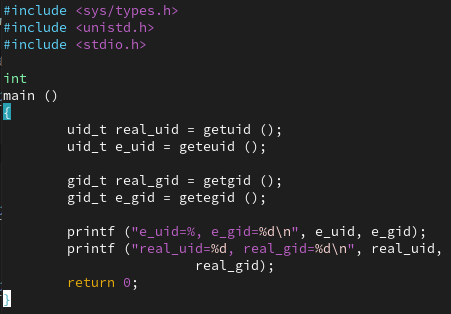 #include <sys/types.h>
#include <unistd.h>
#include <stdio.h>

int
main ()
{
        uid_t real_uid = getuid ();
        uid_t e_uid = geteuid ();

        gid_t real_gid = getgid ();
        gid_t e_gid = getegid ();

        printf ("e_uid=%, e_gid=%d\n", e_uid, e_gid);
        printf ("real_uid=%d, real_gid=%d\n", real_uid,
                        real_gid);
        return 0;
}